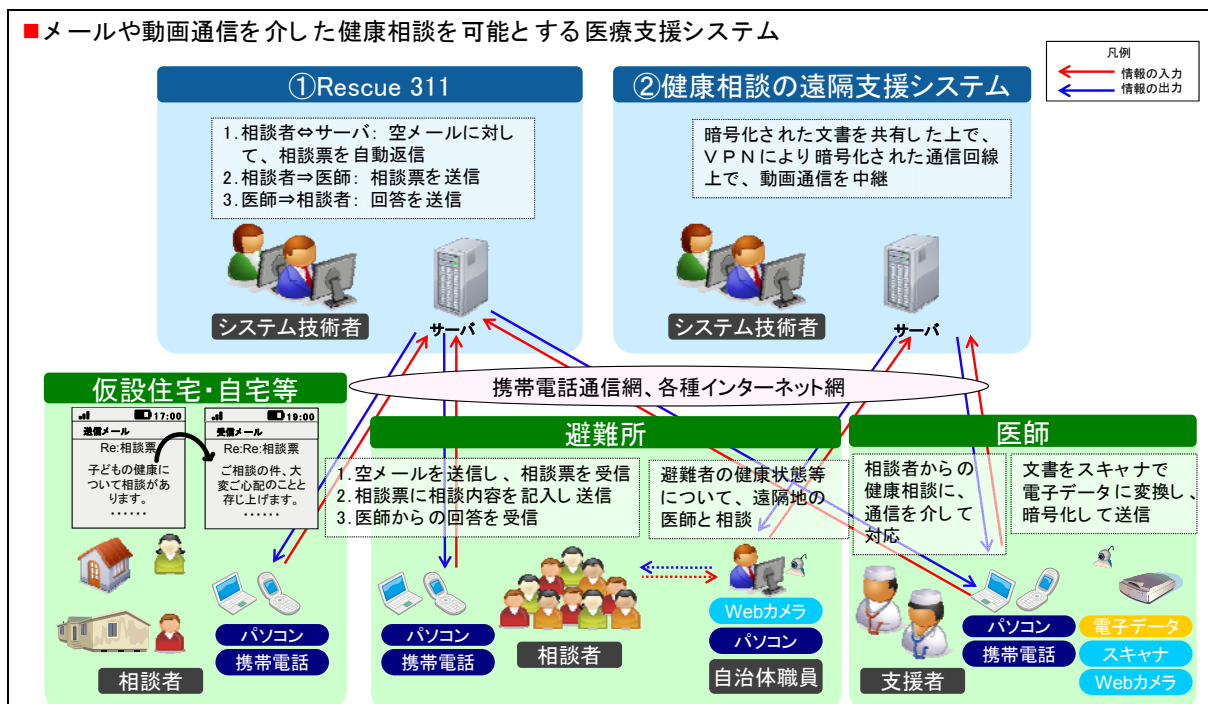 ■メールや動画通信を介した健康相談を可能とする医療支援システム
凡例
情報の入力
情報の出力
①Rescue 311
1.相談者⇔サーバ: 空メールに対し
て、相談票を自動返信
2.相談者⇒医師: 相談票を送信
3.医師⇒相談者: 回答を送信
システム技術者
サーバ
②健康相談の遠隔支援システム
暗号化された文書を共有した上で、
VPNにより暗号化された通信回線
上で、動画通信を中継
システム技術者
サーバ
携帯電話通信網、各種インターネット網
仮設住宅・自宅等
17:00
送信メール
Re:相談票
子どもの健康に
ついて相談があ
ります。
‥‥‥
19:00
受信メール
Re:Re:相談票
ご相談の件、大
変ご心配のことと
存じ上げます。
‥‥‥
パソコン
携帯電話
相談者
避難所
1.空メールを送信し、相談票を受信
2.相談票に相談内容を記入し送信
3.医師からの回答を受信
避難者の健康状態等
について、遠隔地の
医師と相談
パソコン
携帯電話
相談者
Webカメラ
パソコン
自治体職員
医師
相談者からの
健康相談に、
通信を介して
対応
文書をスキャナで
電子データに変換し、
暗号化して送信
支援者
パソコン
携帯電話
電子データ
スキャナ
Webカメラ